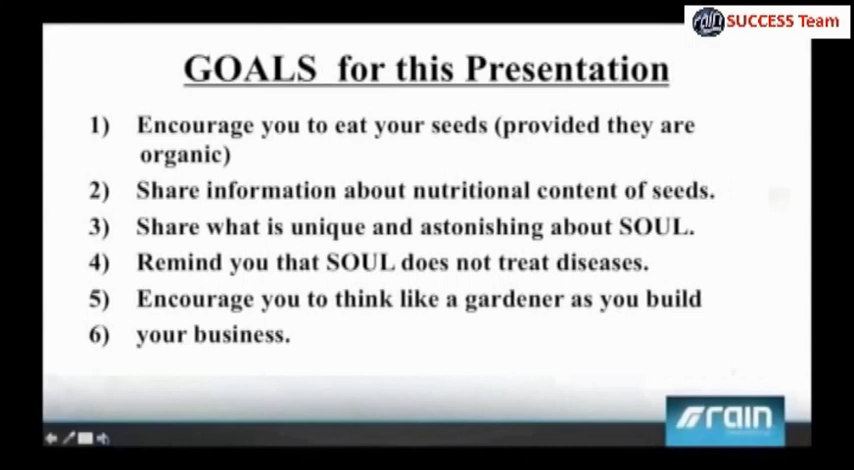 rain SUCCESS Team
GOALS for this Presentation
1) Encourage you to eat your seeds (provided they are
organic)
2) Share information about nutritional content of seeds.
3) Share what is unique and astonishing about SOUL.
4) Remind you that SOUL does not treat diseases.
5) Encourage you to think like a gardener as you build
6) your business.
rain